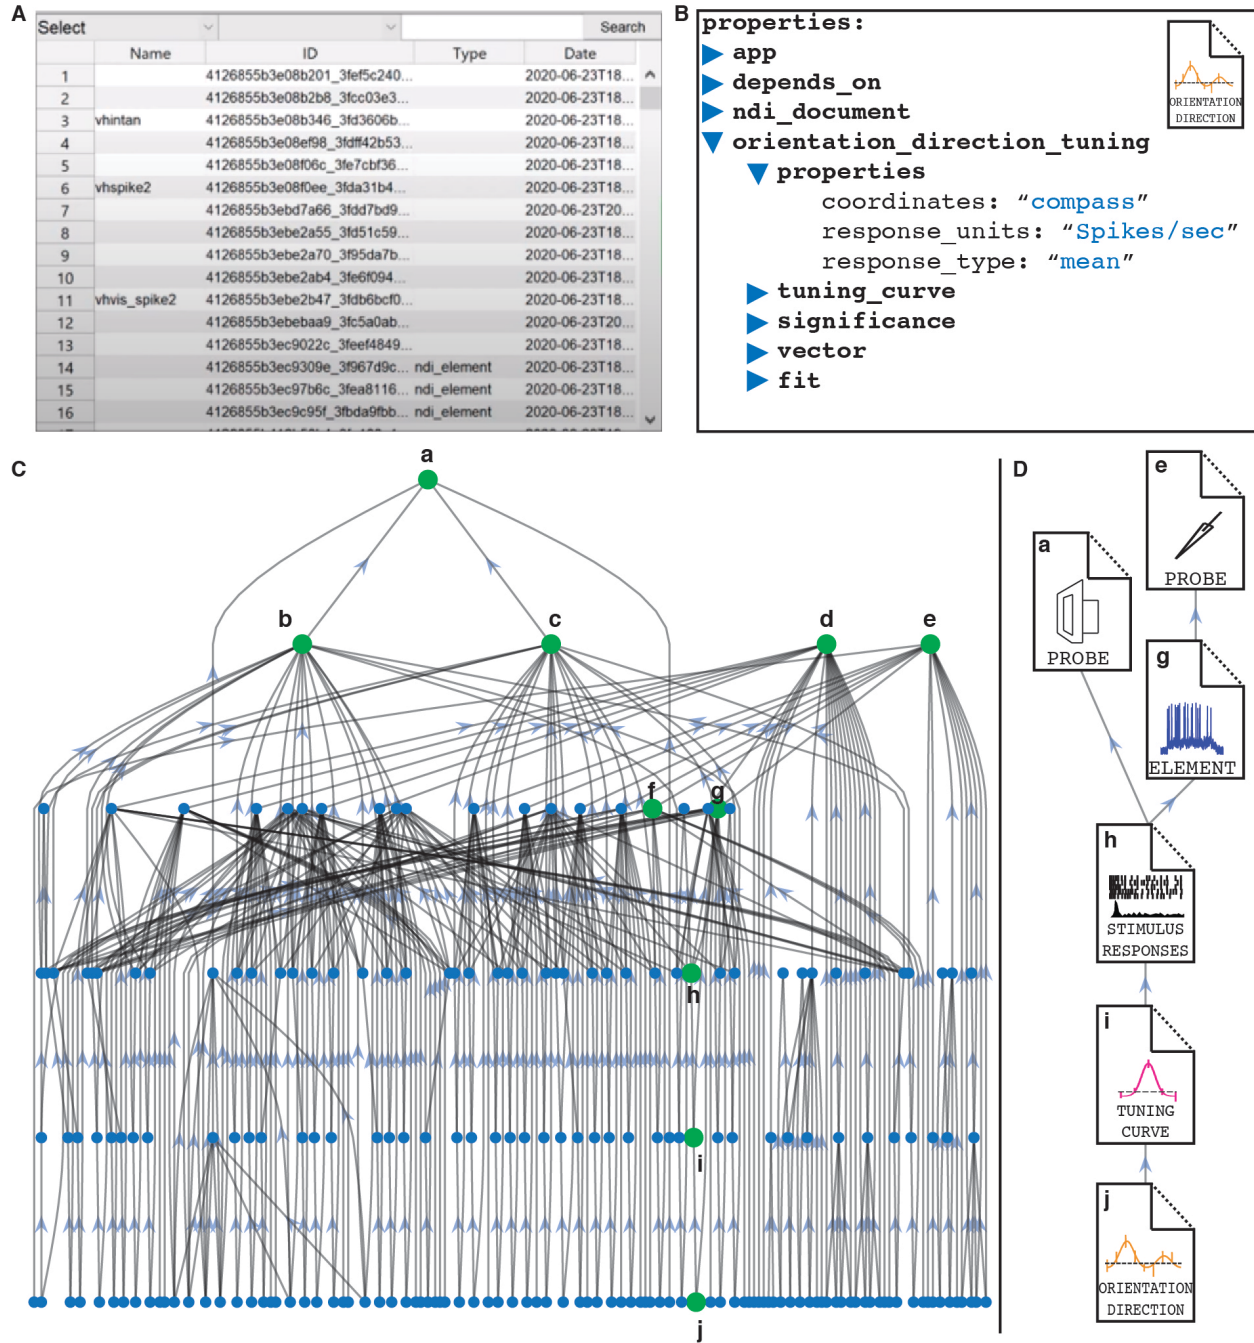 A
Select
Search
Name ID Type Date
1 4126855b3e08b201_3fef5c240... 2020-06-23T18...
2 4126855b3e08b2b8_3fcc03e3... 2020-06-23T18...
3 vhintan 4126855b3e08b346_3fd3606b... 2020-06-23T18...
4 4126855b3e08ef98_3fdff42b53... 2020-06-23T18...
5 4126855b3e08f06c_3fe7cbf36... 2020-06-23T18...
6 vhspike2 4126855b3e08f0ee_3fda31b4... 2020-06-23T18...
7 4126855b3ebd7a66_3fdd7bd9... 2020-06-23T20...
8 4126855b3ebe2a55_3fd51c59... 2020-06-23T18...
9 4126855b3ebe2a70_3f95da7b... 2020-06-23T18...
10 4126855b3ebe2ab4_3fe6f094... 2020-06-23T18...
11 vhvis_spike2 4126855b3ebe2b47_3fdb6bcf0... 2020-06-23T18...
12 4126855b3ebebaa9_3fc5a0ab... 2020-06-23T20...
13 4126855b3ec9022c_3feef4849... 2020-06-23T18...
14 4126855b3ec9309e_3f967d9c... ndi_element 2020-06-23T18...
15 4126855b3ec97b6c_3fea8116... ndi_element 2020-06-23T18...
16 4126855b3ec9c95f_3fbda9fbb... ndi_element 2020-06-23T18...
B
properties:
app
depends_on
ndi_document
orientation_direction_tuning
properties
coordinates: “compass”
response_units: “Spikes/sec”
response_type: “mean”
tuning_curve
significance
vector
fit
ORIENTATION
DIRECTION
C
a
b
c
d
e
f
g
h
i
j
D
e
PROBE
a
PROBE
g
ELEMENT
h
STIMULUS
RESPONSES
i
TUNING
CURVE
j
ORIENTATION
DIRECTION